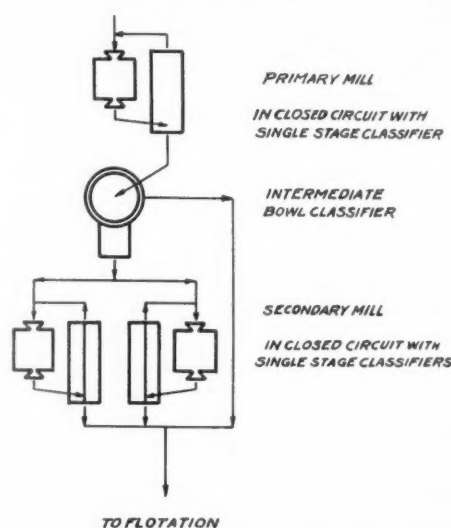 PRIMARY MILL
IN CLOSED CIRCUIT WITH
SINGLE STAGE CLASSIFIER
INTERMEDIATE
BOWL CLASSIFIER
SECONDARY MILL
IN CLOSED CIRCUIT WITH
SINGLE STAGE CLASSIFIERS
TO FLOTATION